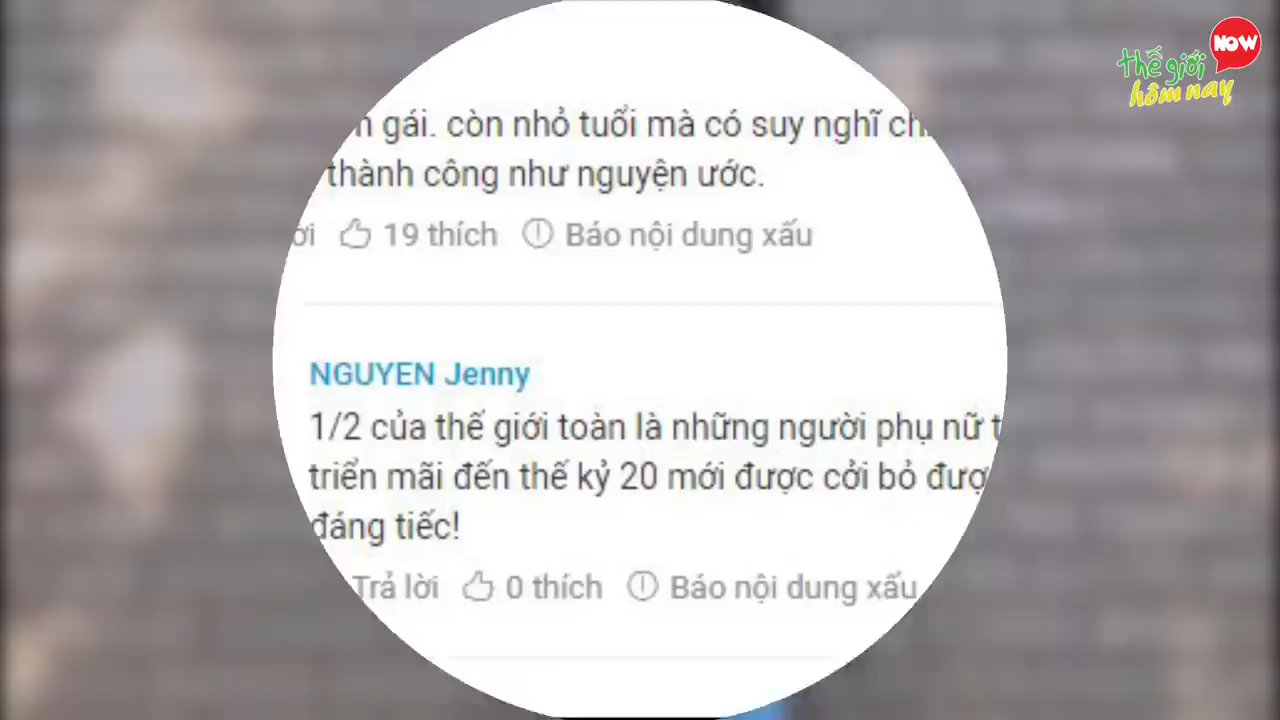 NOW
thế giới
hôm nay
gái. còn nhỏ tuổi mà có suy nghĩ
thành công như nguyện ước.
19 thích Báo nội dung xấu
NGUYEN Jenny
1/2 của thế giới toàn là những người phụ nữ
triển mãi đến thế kỷ 20 mới được cởi bỏ
đáng tiếc!
Trả lời 0 thích Báo nội dung xấu